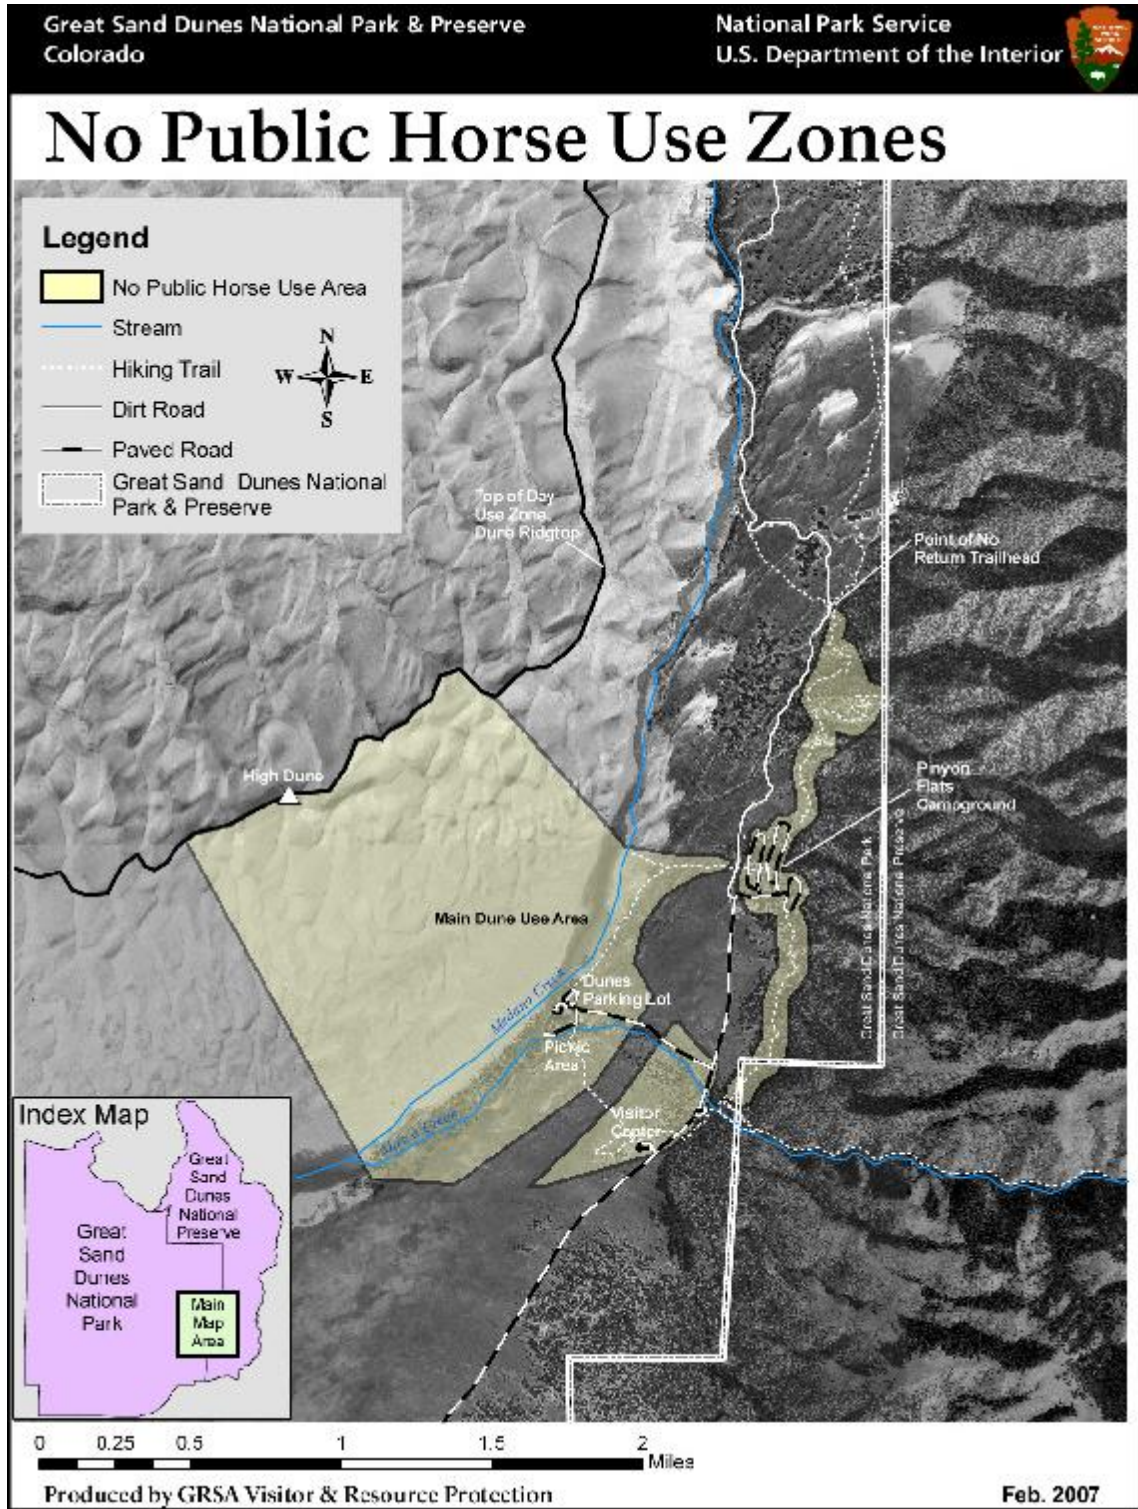 Great Sand Dunes National Park & Preserve
Colorado
National Park Service
U.S. Department of the Interior
No Public Horse Use Zones
Legend
No Public Horse Use Area
Stream
Hiking Trail
Dirt Road
Paved Road
Great Sand Dunes National
Park & Preserve
N
W
E
S
Top of Day
Use Zone
Dune Ridgtop
Point of No
Return Trailhead
High Dune
Pinyon
Flats
Campground
Great Sand Dunes National Park
Great Sand Dunes National Preserve
Main Dune Use Area
Medano Creek
Dunes
Parking Lot
Picnic
Area
Visitor
Center
Creek
Index Map
Great
Sand
Dunes
National
Preserve
Great
Sand
Dunes
National
Park
Main
Map
Area
0 0.25 0.5 1 1.5 2
Miles
Produced by GRSA Visitor & Resource Protection
Feb. 2007